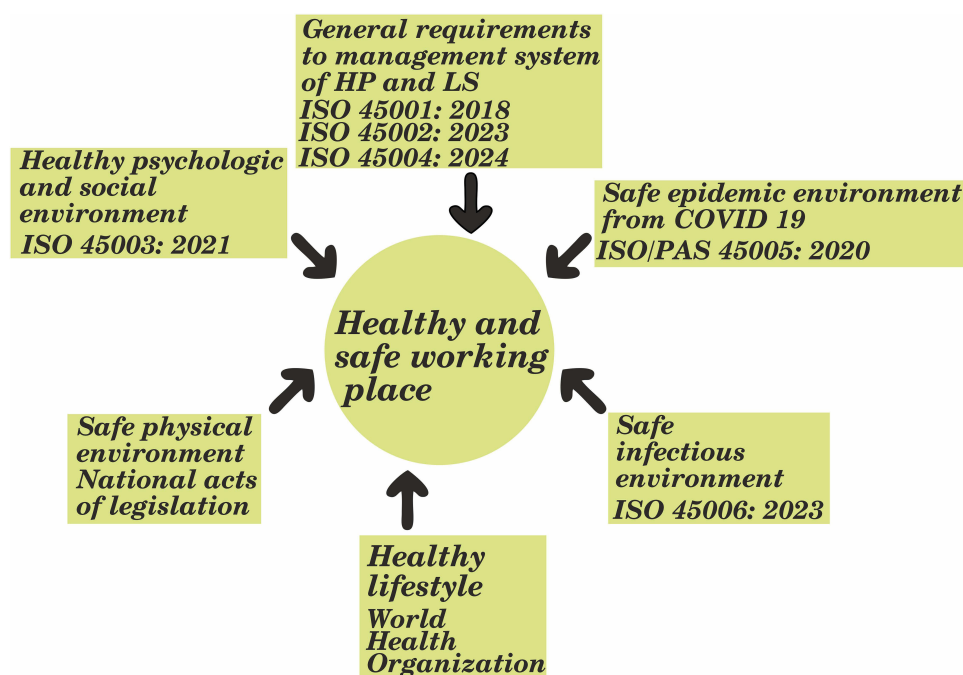 General requirements
to management system
of HP and LS
ISO 45001: 2018
ISO 45002: 2023
ISO 45004: 2024
Healthy psychologic
and social
environment
ISO 45003: 2021
Safe epidemic environment
from COVID 19
ISO/PAS 45005: 2020
Healthy and
safe working
place
Safe physical
environment
National acts
of legislation
Safe
infectious
environment
ISO 45006: 2023
Healthy
lifestyle
World
Health
Organization